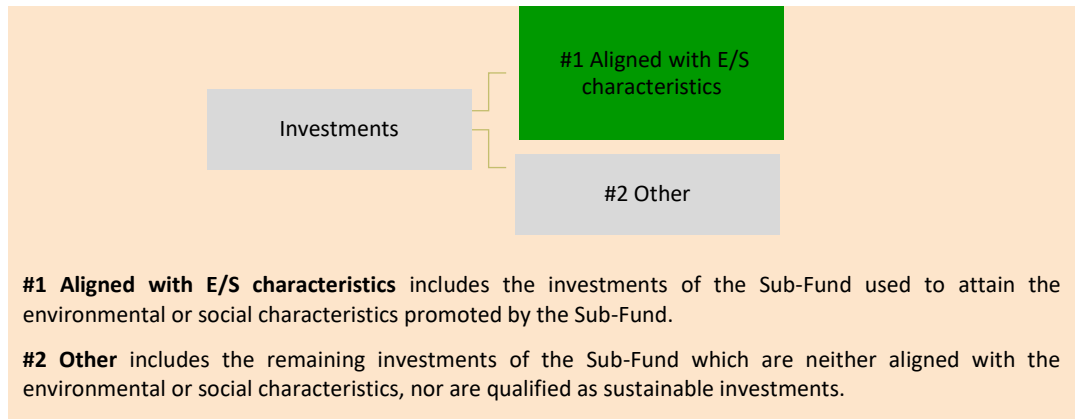 #1 Aligned with E/S
characteristics
Investments
#2 Other
#1 Aligned with E/S characteristics includes the investments of the Sub-Fund used to attain the
environmental or social characteristics promoted by the Sub-Fund.
#2 Other includes the remaining investments of the Sub-Fund which are neither aligned with the
environmental or social characteristics, nor are qualified as sustainable investments.